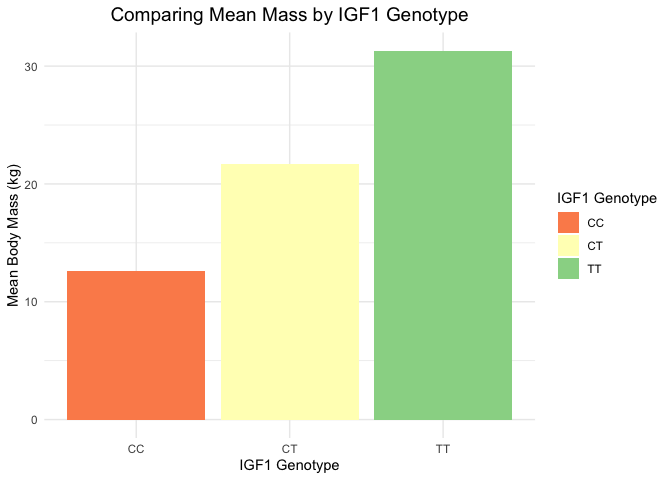 Comparing Mean Mass by IGF1 Genotype
Mean Body Mass (kg)
30
20
10
0
CC
CT
TT
IGF1 Genotype
IGF1 Genotype
CC
CT
TT